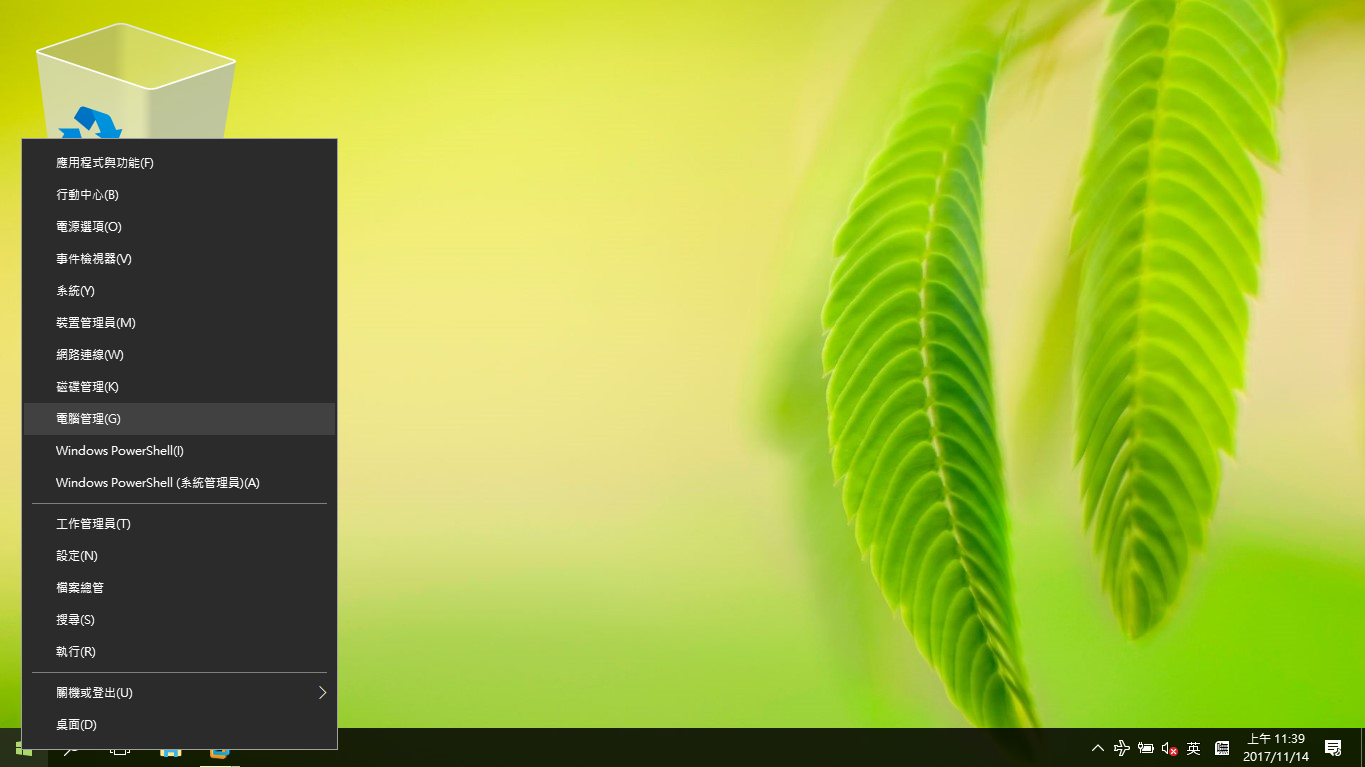 應用程式與功能(F)
行動中心(B)
電源選項(O)
事件檢視器(V)
系統(Y)
裝置管理員(M)
網路連線(W)
磁碟管理(K)
電腦管理(G)
Windows PowerShell(I)
Windows PowerShell (系統管理員)(A)
工作管理員(T)
設定(N)
檔案總管
搜尋(S)
執行(R)
關機或登出(U)
桌面(D)
英
上午 11:39
2017/11/14